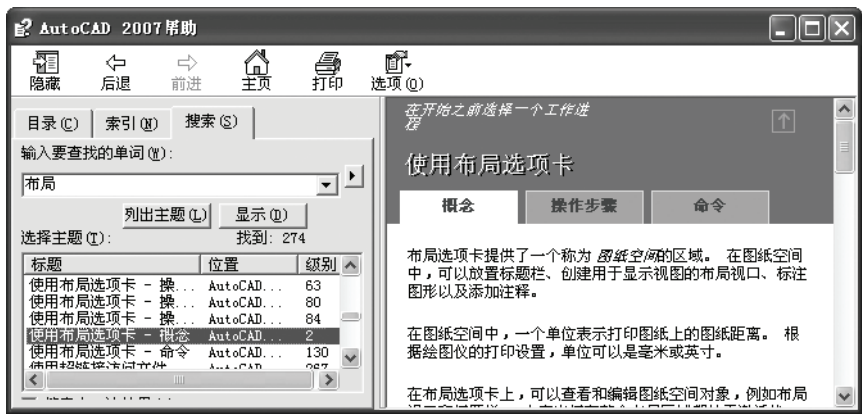 AutoCAD 2007帮助
隐藏 后退 前进 主页 打印 选项(O)
目录(C) 索引(N) 搜索(S)
输入要查找的单词(W):
布局
列出主题(L) 显示(D)
选择主题(T): 找到: 274
标题 位置 级别
使用布局选项卡 - 操... AutoCAD... 63
使用布局选项卡 - 操... AutoCAD... 80
使用布局选项卡 - 操... AutoCAD... 84
使用布局选项卡 - 概念 AutoCAD... 2
使用布局选项卡 - 命令 AutoCAD... 130
使用超链接访问文件 AutoCAD... 267
在开始之前选择一个工作进
程
使用布局选项卡
概念 操作步骤 命令
布局选项卡提供了一个称为 图纸空间的区域。 在图纸空间
中，可以放置标题栏、创建用于显示视图的布局视口、标注
图形以及添加注释。
在图纸空间中，一个单位表示打印图纸上的图纸距离。 根
据绘图仪的打印设置，单位可以是毫米或英寸。
在布局选项卡上，可以查看和编辑图纸空间对象，例如布局